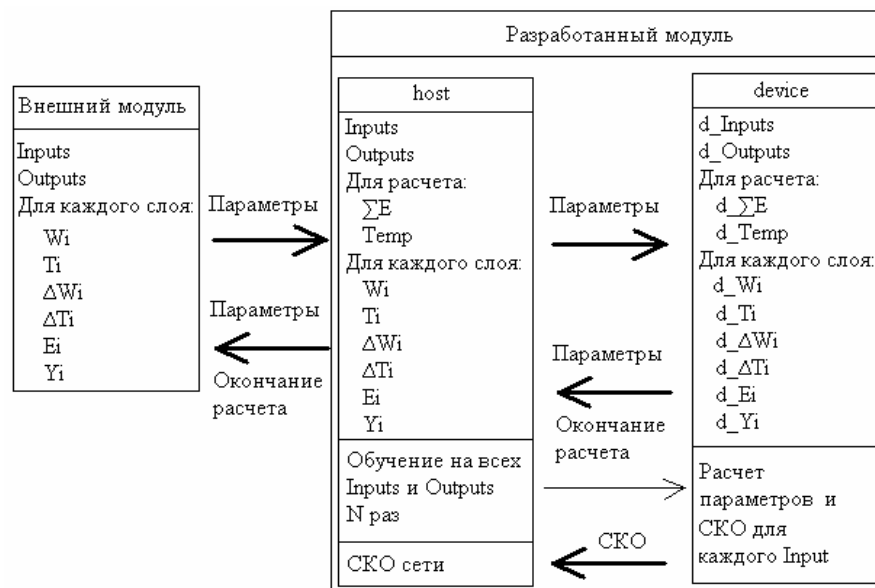 Разработанный модуль
Внешний модуль
Inputs
Outputs
Для каждого слоя:
Wi
Ti
ΔWi
ΔTi
Ei
Yi
Параметры
Параметры
Окончание
расчета
host
Inputs
Outputs
Для расчета:
∑E
Temp
Для каждого слоя:
Wi
Ti
ΔWi
ΔTi
Ei
Yi
Обучение на всех
Inputs и Outputs
N раз
СКО сети
Параметры
Параметры
Окончание
расчета
СКО
device
d_Inputs
d_Outputs
Для расчета:
d_∑E
d_Temp
Для каждого слоя:
d_Wi
d_Ti
d_ΔWi
d_ΔTi
d_Ei
d_Yi
Расчет
параметров и
СКО для
каждого Input